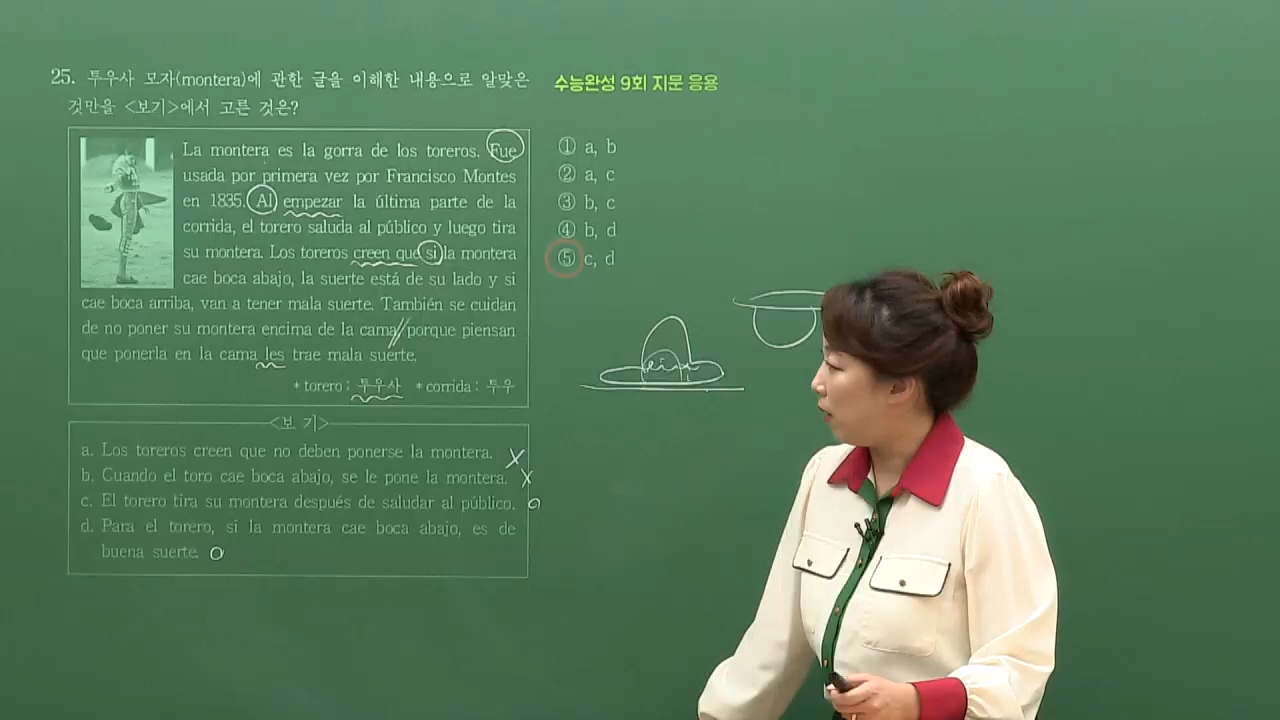 25. 투우사 모자(montera)에 관한 글을 이해한 내용으로 알맞은
것만을 <보기>에서 고른 것은?
수능완성 9회 지문 응용
La montera es la gorra de los toreros. Fue
usada por primera vez por Francisco Montes
en 1835. Al empezar la última parte de la
corrida, el torero saluda al público y luego tira
su montera. Los toreros creen que si la montera
cae boca abajo, la suerte está de su lado y si
cae boca arriba, van a tener mala suerte. También se cuidan
de no poner su montera encima de la cama porque piensan
que ponerla en la cama les trae mala suerte.
* torero : 투우사 * corrida : 투우
<보 기>
a. Los toreros creen que no deben ponerse la montera. X
b. Cuando el toro cae boca abajo, se le pone la montera. X
c. El torero tira su montera después de saludar al público. O
d. Para el torero, si la montera cae boca abajo, es de
buena suerte. O
① a, b
② a, c
③ b, c
④ b, d
⑤ c, d